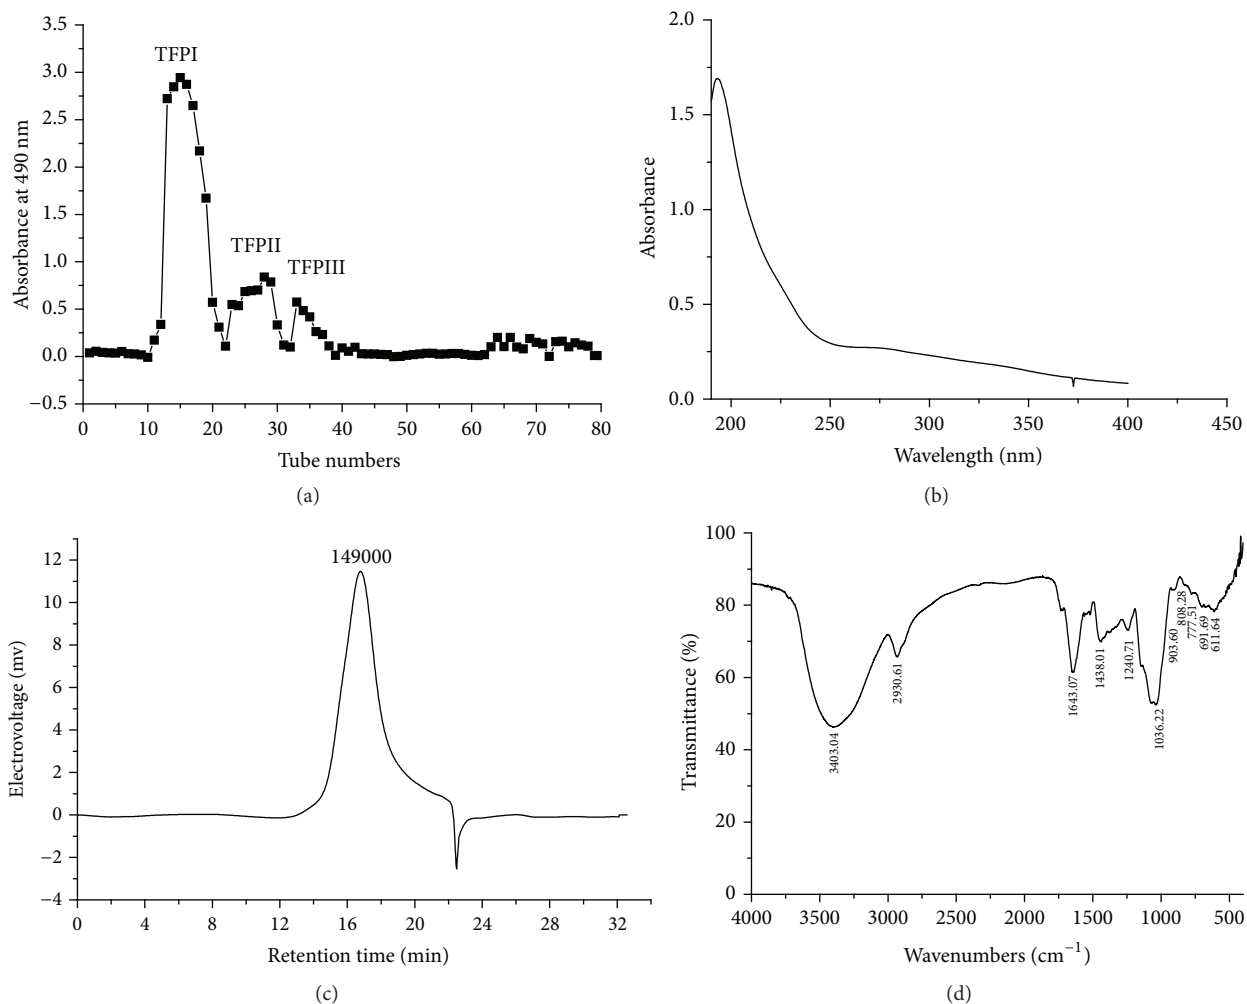 3.5
3.0
2.5
2.0
1.5
1.0
0.5
0.0
−0.5
Absorbance at 490 nm
TFPI
TFPII
TFPIII
0 10 20 30 40 50 60 70 80
Tube numbers
(a)
2.0
1.5
1.0
0.5
0.0
Absorbance
200 250 300 350 400 450
Wavelength (nm)
(b)
12
10
8
6
4
2
0
−2
−4
Electrovoltage (mv)
149000
0 4 8 12 16 20 24 28 32
Retention time (min)
(c)
100
80
60
40
20
0
Transmittance (%)
3403.04
2930.61
1643.07
1438.01
1240.71
1036.22
903.60
808.28
777.51
691.69
611.64
4000 3500 3000 2500 2000 1500 1000 500
Wavenumbers (cm−1)
(d)